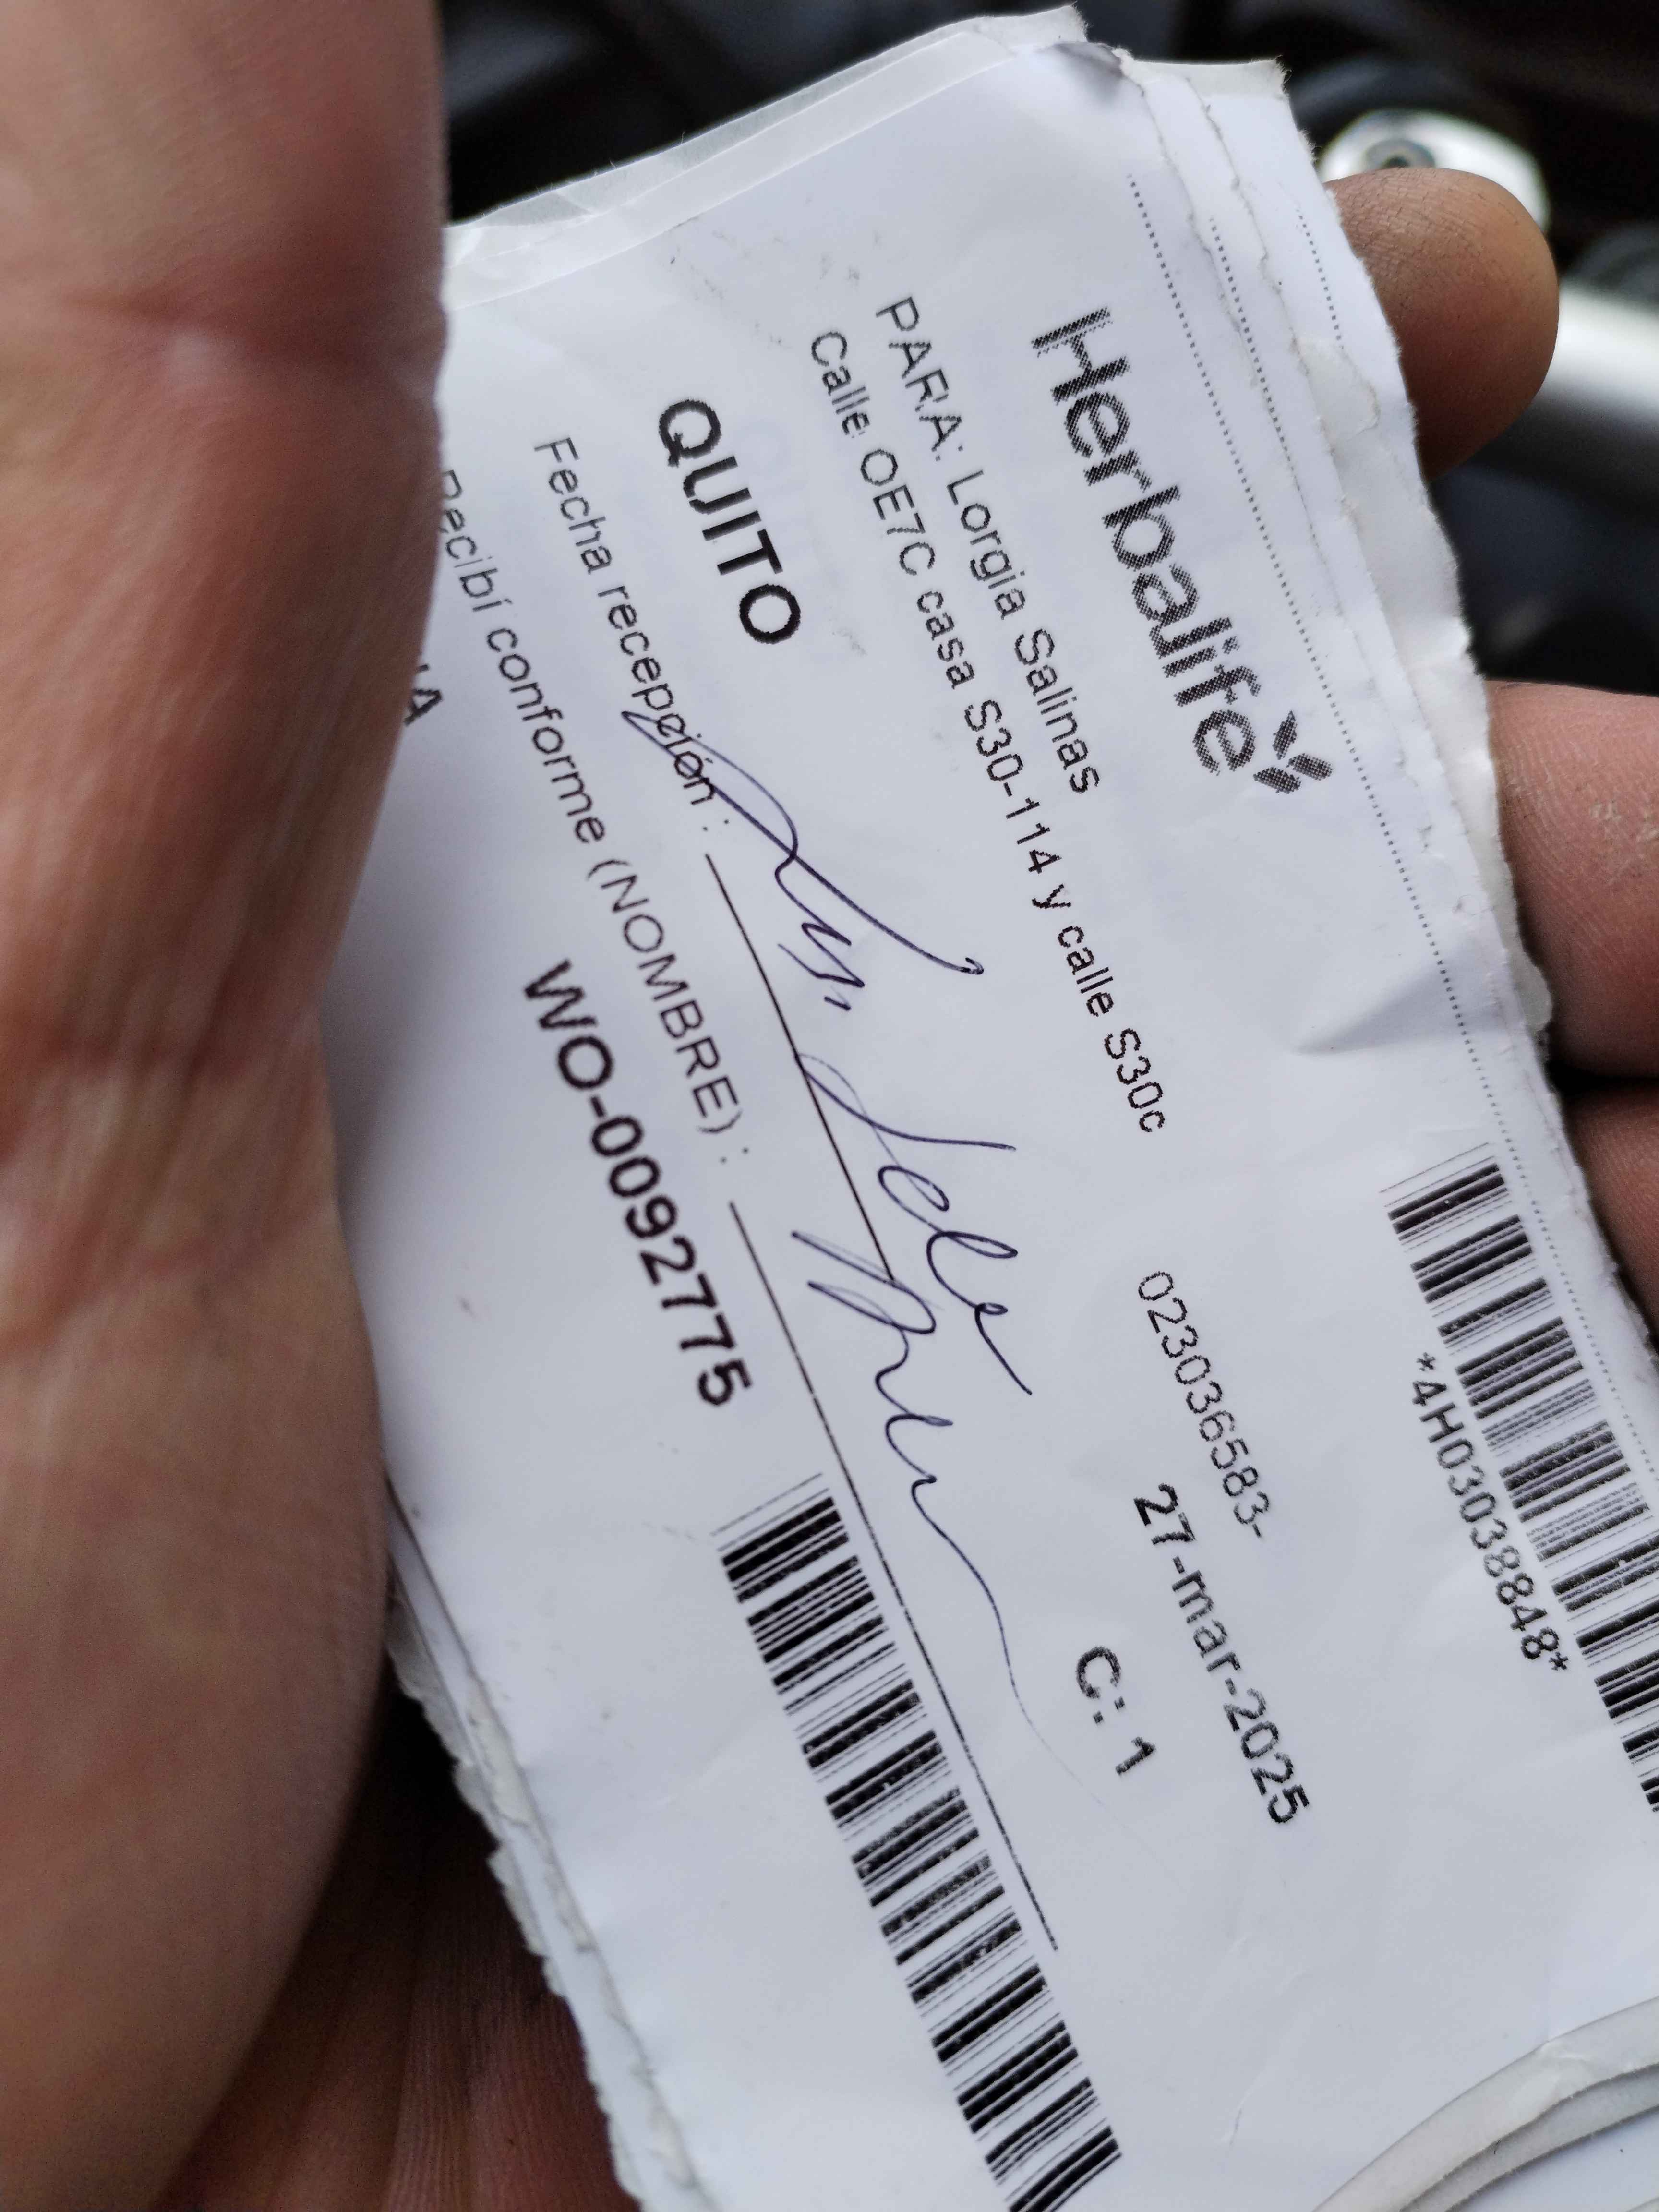 *4H03038848*
Herbalife
PARA: Lorgia Salinas
Calle OE7C casa S30-114 y calle S30c
023036583-
27-mar-2025
QUITO
C: 1
Fecha recepción :
Recibí conforme (NOMBRE) :
WO-0092775